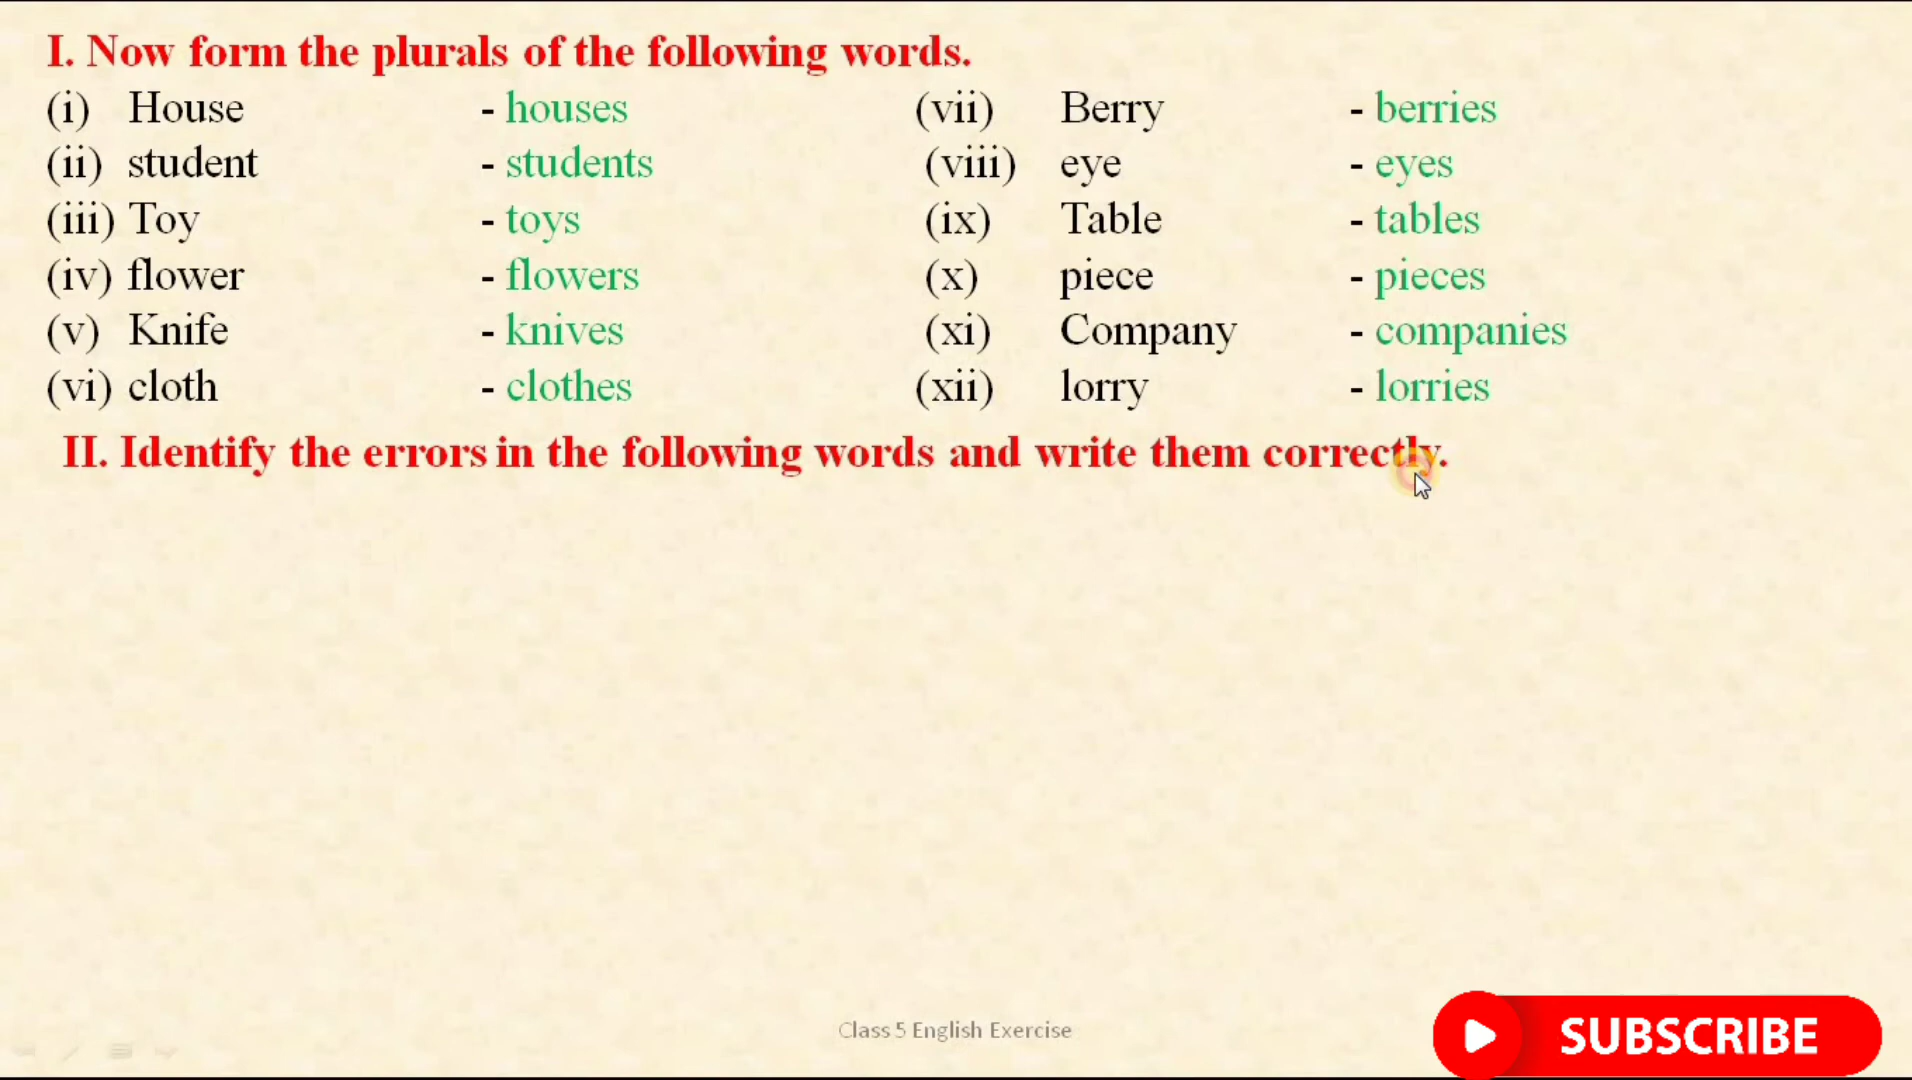 I. Now form the plurals of the following words.
(i) House - houses (vii) Berry - berries
(ii) student - students (viii) eye - eyes
(iii) Toy - toys (ix) Table - tables
(iv) flower - flowers (x) piece - pieces
(v) Knife - knives (xi) Company - companies
(vi) cloth - clothes (xii) lorry - lorries
II. Identify the errors in the following words and write them correctly.
Class 5 English Exercise
SUBSCRIBE